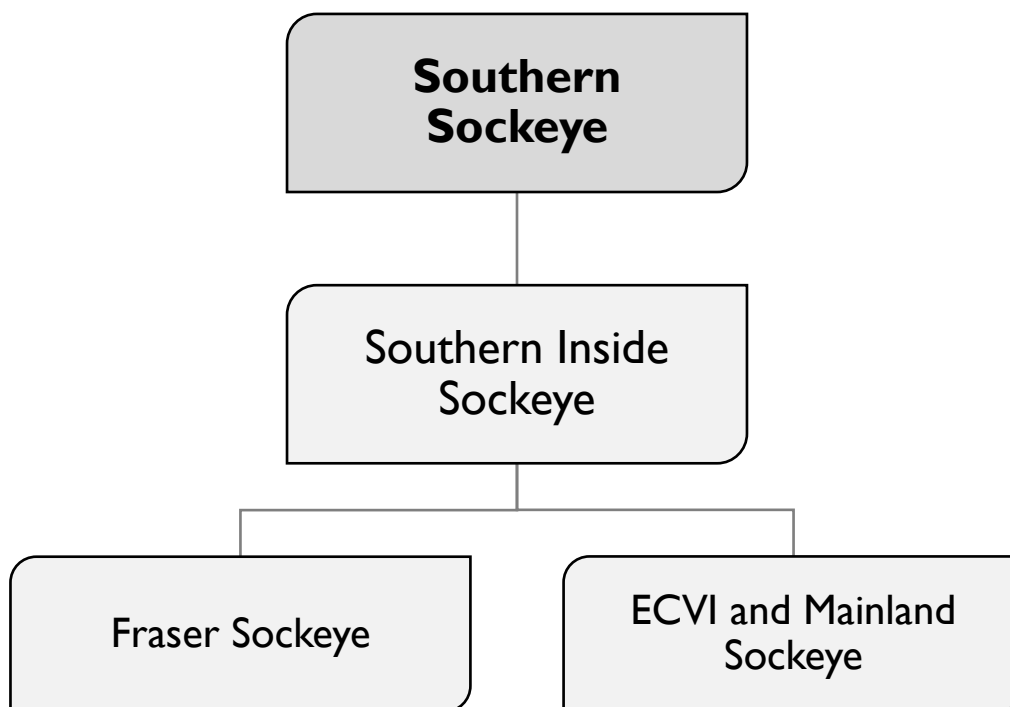 Southern
Sockeye
Southern Inside
Sockeye
Fraser Sockeye
ECVI and Mainland
Sockeye